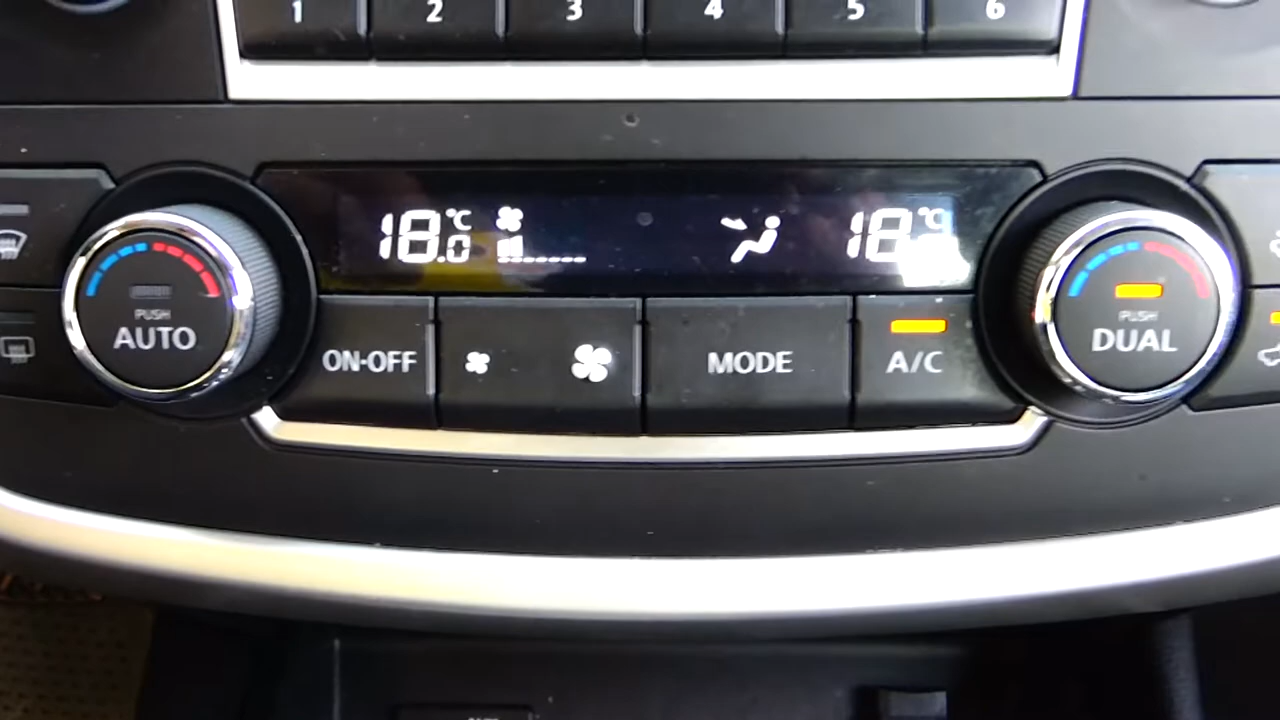 1 2 3 4 5 6
18.0 °C
18 °C
PUSH
AUTO
ON-OFF
MODE
A/C
PUSH
DUAL